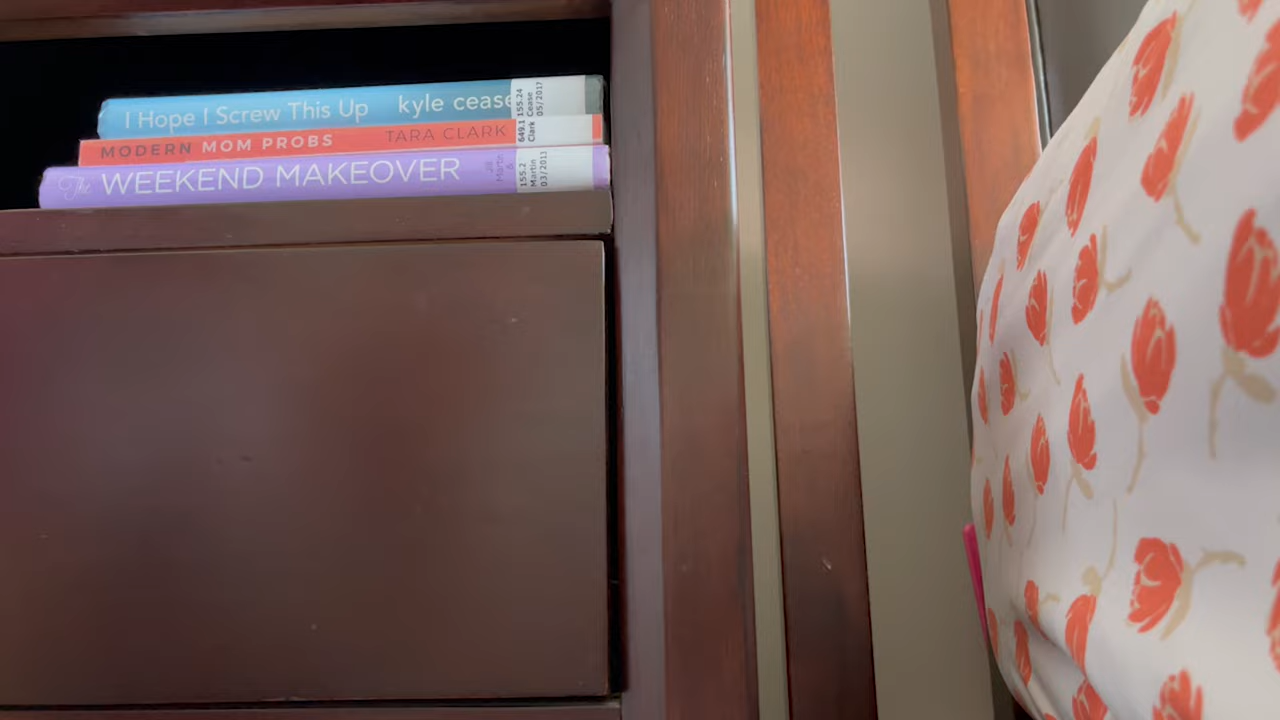 I Hope I Screw This Up kyle cease
155.24
Cease
05/2017
MODERN MOM PROBS TARA CLARK
649.1
Clark
The WEEKEND MAKEOVER
Martin
&
155.2
Martin
03/2013